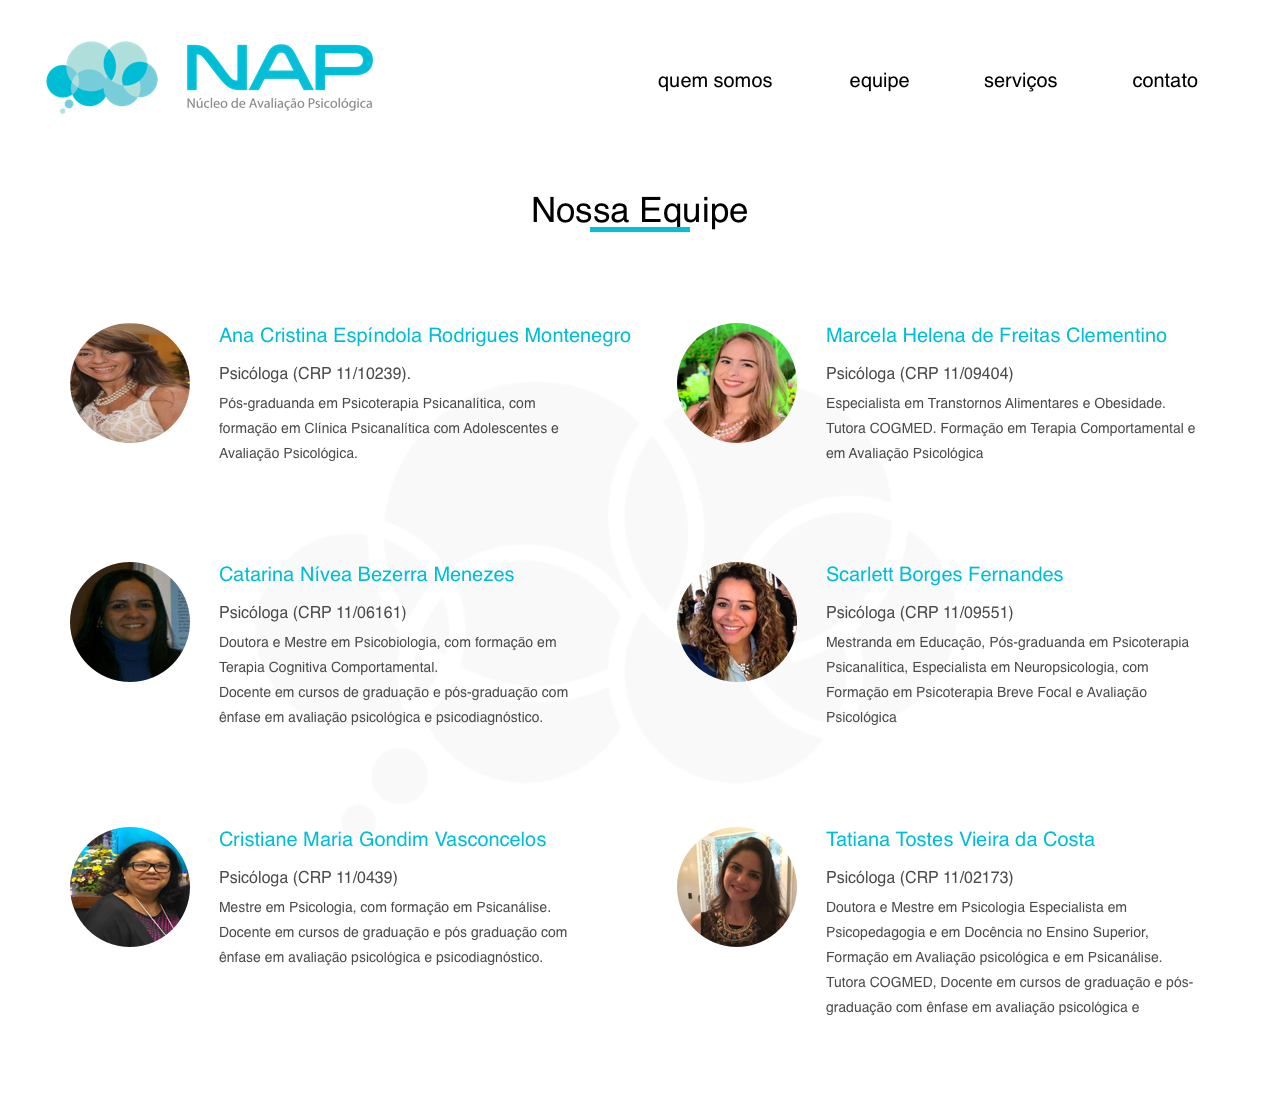 NAP
Núcleo de Avaliação Psicológica
quem somos
equipe
serviços
contato
Nossa Equipe
Ana Cristina Espíndola Rodrigues Montenegro
Psicóloga (CRP 11/10239).
Pós-graduanda em Psicoterapia Psicanalítica, com
formação em Clínica Psicanalítica com Adolescentes e
Avaliação Psicológica.
Marcela Helena de Freitas Clementino
Psicóloga (CRP 11/09404)
Especialista em Transtornos Alimentares e Obesidade.
Tutora COGMED. Formação em Terapia Comportamental e
em Avaliação Psicológica
Catarina Nívea Bezerra Menezes
Psicóloga (CRP 11/06161)
Doutora e Mestre em Psicobiologia, com formação em
Terapia Cognitiva Comportamental.
Docente em cursos de graduação e pós-graduação com
ênfase em avaliação psicológica e psicodiagnóstico.
Scarlett Borges Fernandes
Psicóloga (CRP 11/09551)
Mestranda em Educação, Pós-graduanda em Psicoterapia
Psicanalítica, Especialista em Neuropsicologia, com
Formação em Psicoterapia Breve Focal e Avaliação
Psicológica
Cristiane Maria Gondim Vasconcelos
Psicóloga (CRP 11/0439)
Mestre em Psicologia, com formação em Psicanálise.
Docente em cursos de graduação e pós graduação com
ênfase em avaliação psicológica e psicodiagnóstico.
Tatiana Tostes Vieira da Costa
Psicóloga (CRP 11/02173)
Doutora e Mestre em Psicologia Especialista em
Psicopedagogia e em Docência no Ensino Superior,
Formação em Avaliação psicológica e em Psicanálise.
Tutora COGMED, Docente em cursos de graduação e pós-
graduação com ênfase em avaliação psicológica e